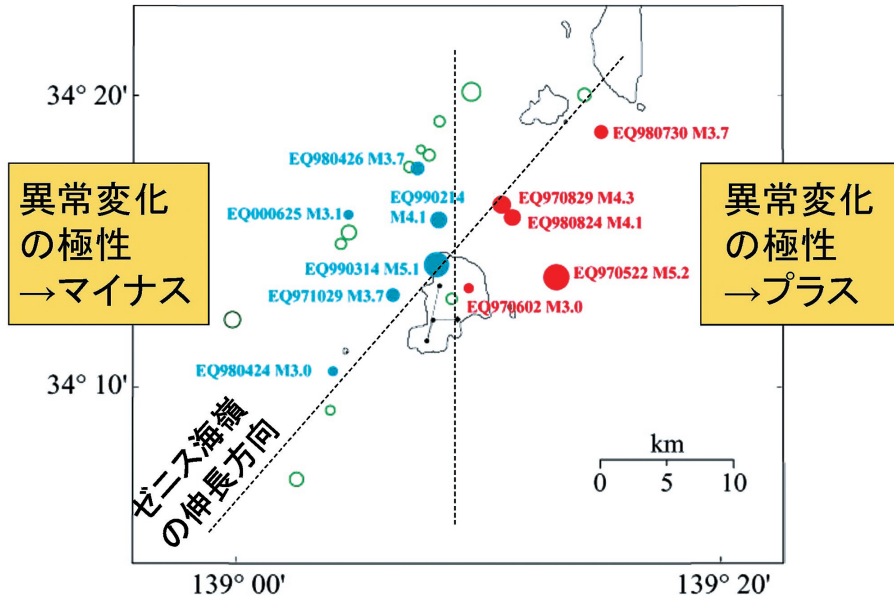 34° 20'
EQ980730 M3.7
EQ980426 M3.7
異常変化
の極性
→マイナス
EQ990214
M4.1
EQ970829 M4.3
EQ000625 M3.1
EQ980824 M4.1
異常変化
の極性
→プラス
EQ990314 M5.1
EQ970522 M5.2
EQ971029 M3.7
EQ970602 M3.0
EQ980424 M3.0
34° 10'
ゼニス海嶺
の伸長方向
km
0 5 10
139° 00'
139° 20'